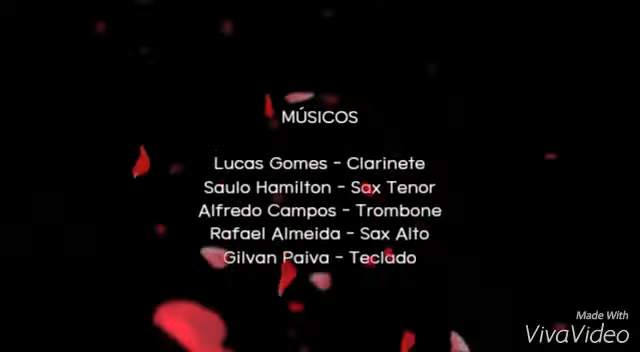 MÚSICOS
Lucas Gomes - Clarinete
Saulo Hamilton - Sax Tenor
Alfredo Campos - Trombone
Rafael Almeida - Sax Alto
Gilvan Paiva - Teclado
Made With
VivaVideo